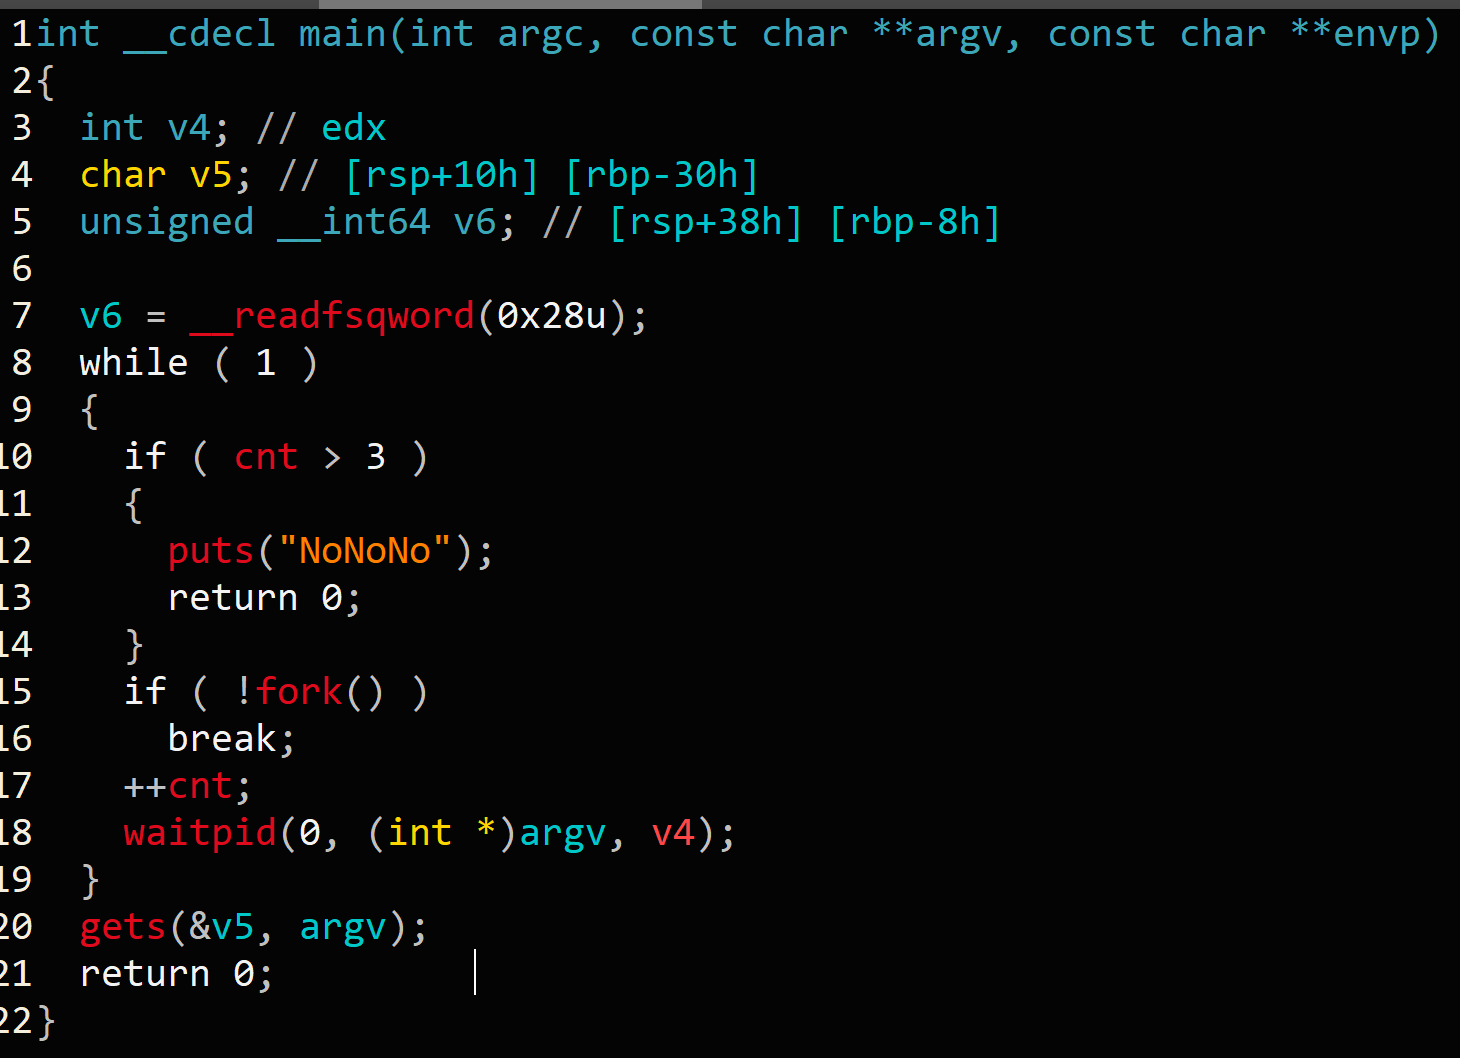 1int __cdecl main(int argc, const char **argv, const char **envp)
2{
3  int v4; // edx
4  char v5; // [rsp+10h] [rbp-30h]
5  unsigned __int64 v6; // [rsp+38h] [rbp-8h]
6
7  v6 = __readfsqword(0x28u);
8  while ( 1 )
9  {
10    if ( cnt > 3 )
11    {
12      puts("NoNoNo");
13      return 0;
14    }
15    if ( !fork() )
16      break;
17    ++cnt;
18    waitpid(0, (int *)argv, v4);
19  }
20  gets(&v5, argv);
21  return 0;
22}